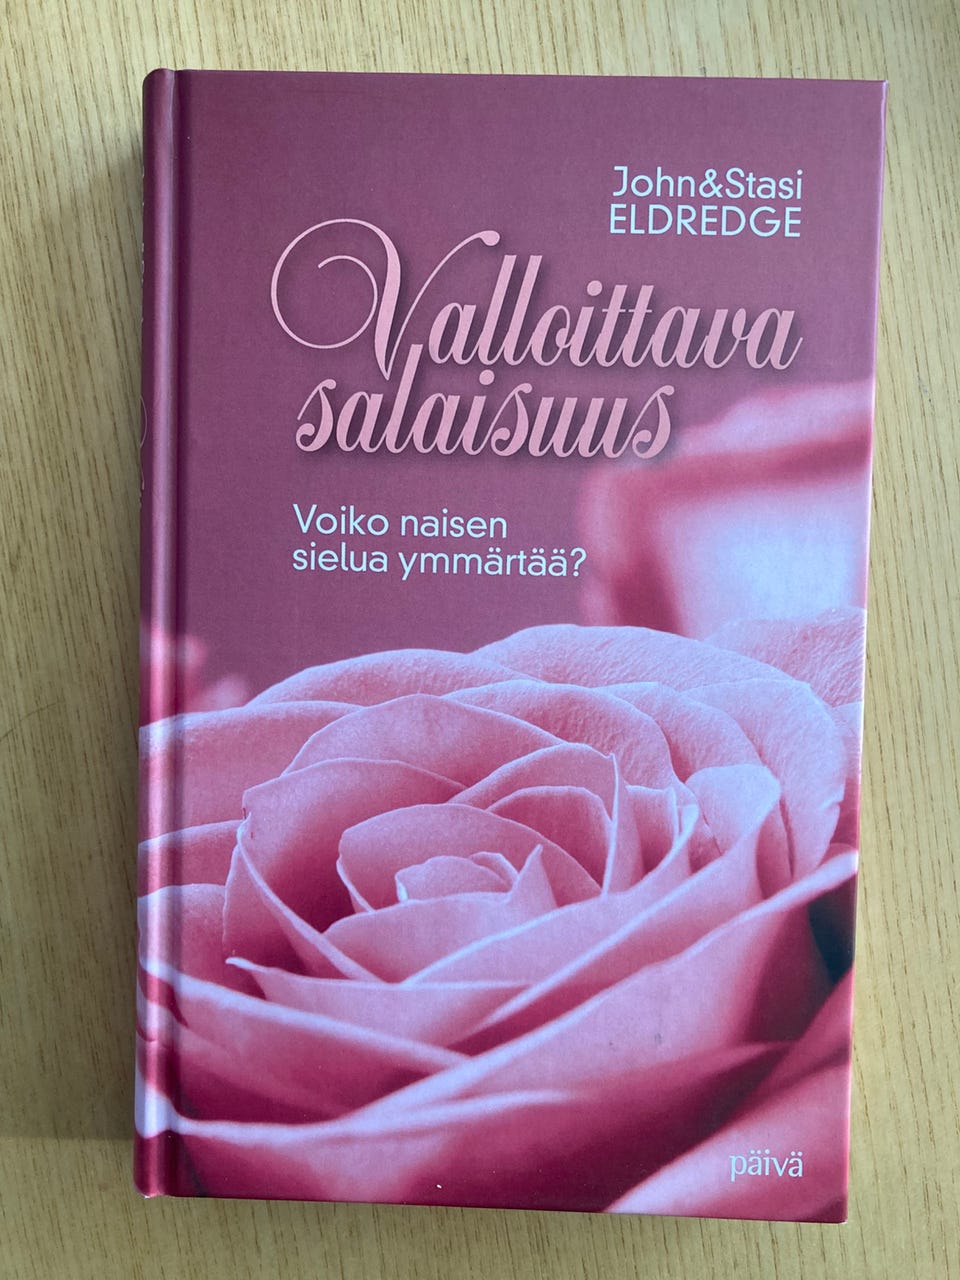 John&Stasi
ELDREDGE
Valloittava
salaisuus
Voiko naisen
sielua ymmärtää?
päivä